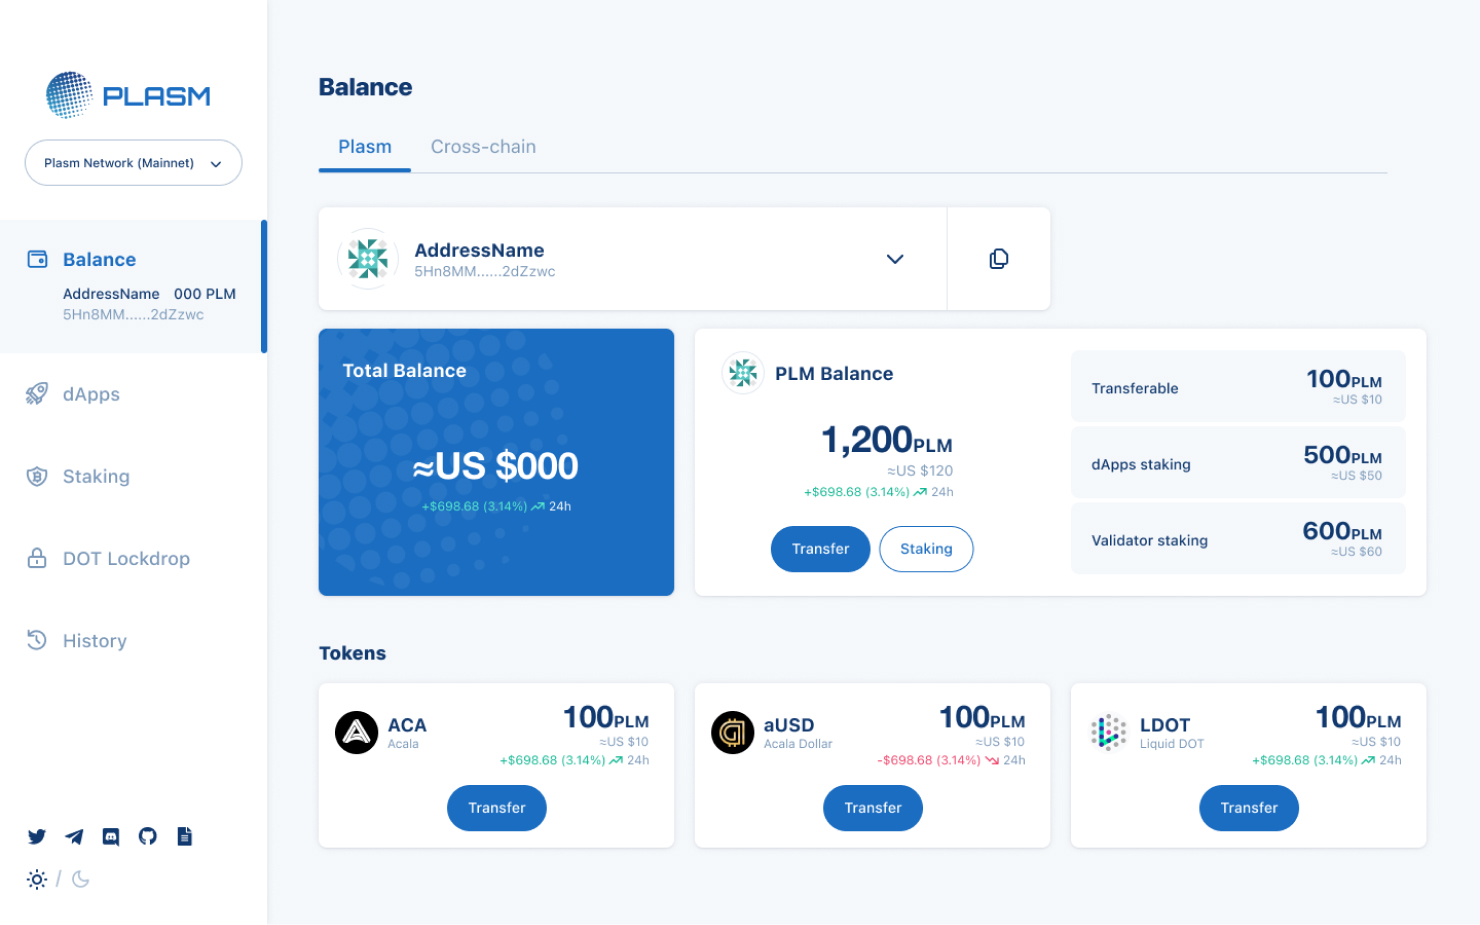 PLASM
Plasm Network (Mainnet)
Balance
AddressName 000 PLM
5Hn8MM......2dZzwc
dApps
Staking
DOT Lockdrop
History
/
Balance
Plasm Cross-chain
AddressName
5Hn8MM......2dZzwc
Total Balance
≈US $000
+$698.68 (3.14%) 24h
PLM Balance
1,200PLM
≈US $120
+$698.68 (3.14%) 24h
Transfer Staking
Transferable 100PLM
≈US $10
dApps staking 500PLM
≈US $50
Validator staking 600PLM
≈US $60
Tokens
ACA 100PLM
Acala ≈US $10
+$698.68 (3.14%) 24h
Transfer
aUSD 100PLM
Acala Dollar ≈US $10
-$698.68 (3.14%) 24h
Transfer
LDOT 100PLM
Liquid DOT ≈US $10
+$698.68 (3.14%) 24h
Transfer